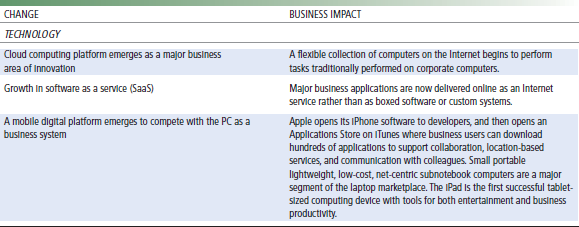 CHANGE BUSINESS IMPACT
TECHNOLOGY
Cloud computing platform emerges as a major business
area of innovation
A flexible collection of computers on the Internet begins to perform
tasks traditionally performed on corporate computers.
Growth in software as a service (SaaS)
Major business applications are now delivered online as an Internet
service rather than as boxed software or custom systems.
A mobile digital platform emerges to compete with the PC as a
business system
Apple opens its iPhone software to developers, and then opens an
Applications Store on iTunes where business users can download
hundreds of applications to support collaboration, location-based
services, and communication with colleagues. Small portable
lightweight, low-cost, net-centric subnotebook computers are a major
segment of the laptop marketplace. The iPad is the first successful tablet-
sized computing device with tools for both entertainment and business
productivity.